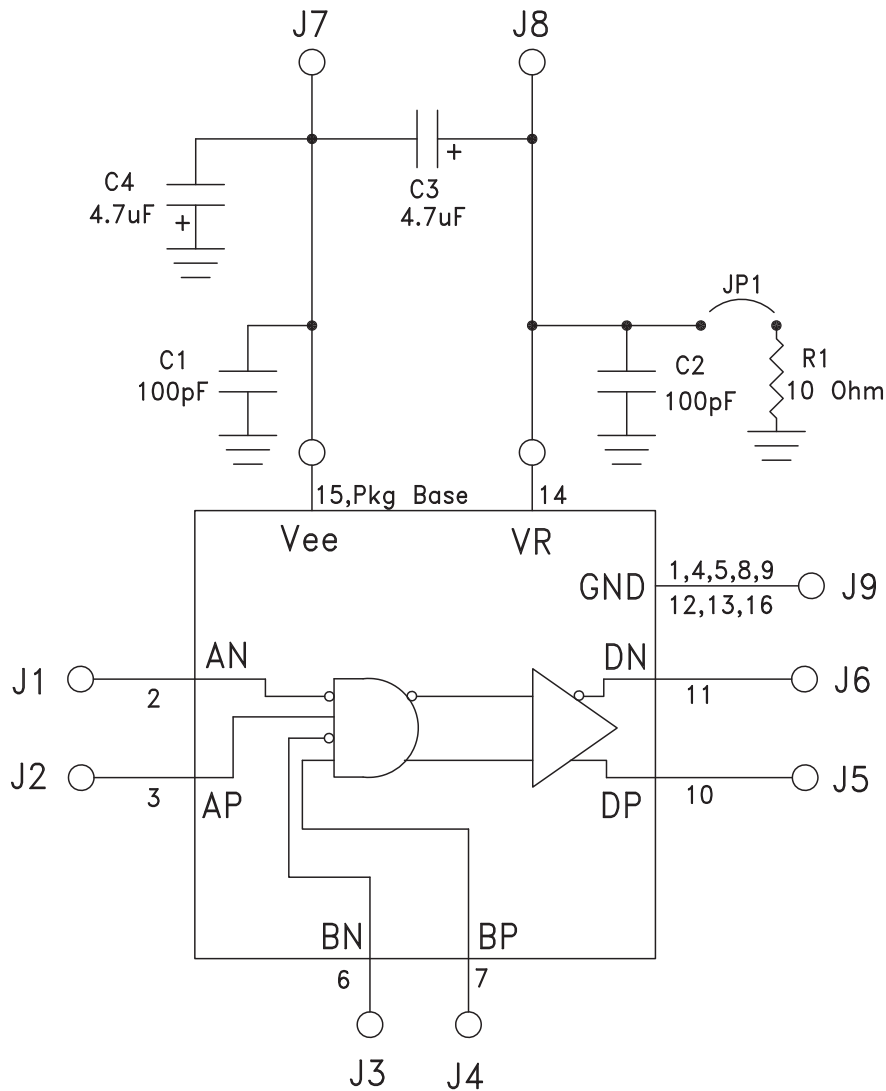 J7
J8
C4
4.7uF
+
+
C3
4.7uF
JP1
C1
100pF
C2
100pF
R1
10 Ohm
15,Pkg Base
14
Vee
VR
GND
1,4,5,8,9
12,13,16
J9
J1
2
AN
DN
11
J6
J2
3
AP
DP
10
J5
BN
BP
6
7
J3
J4